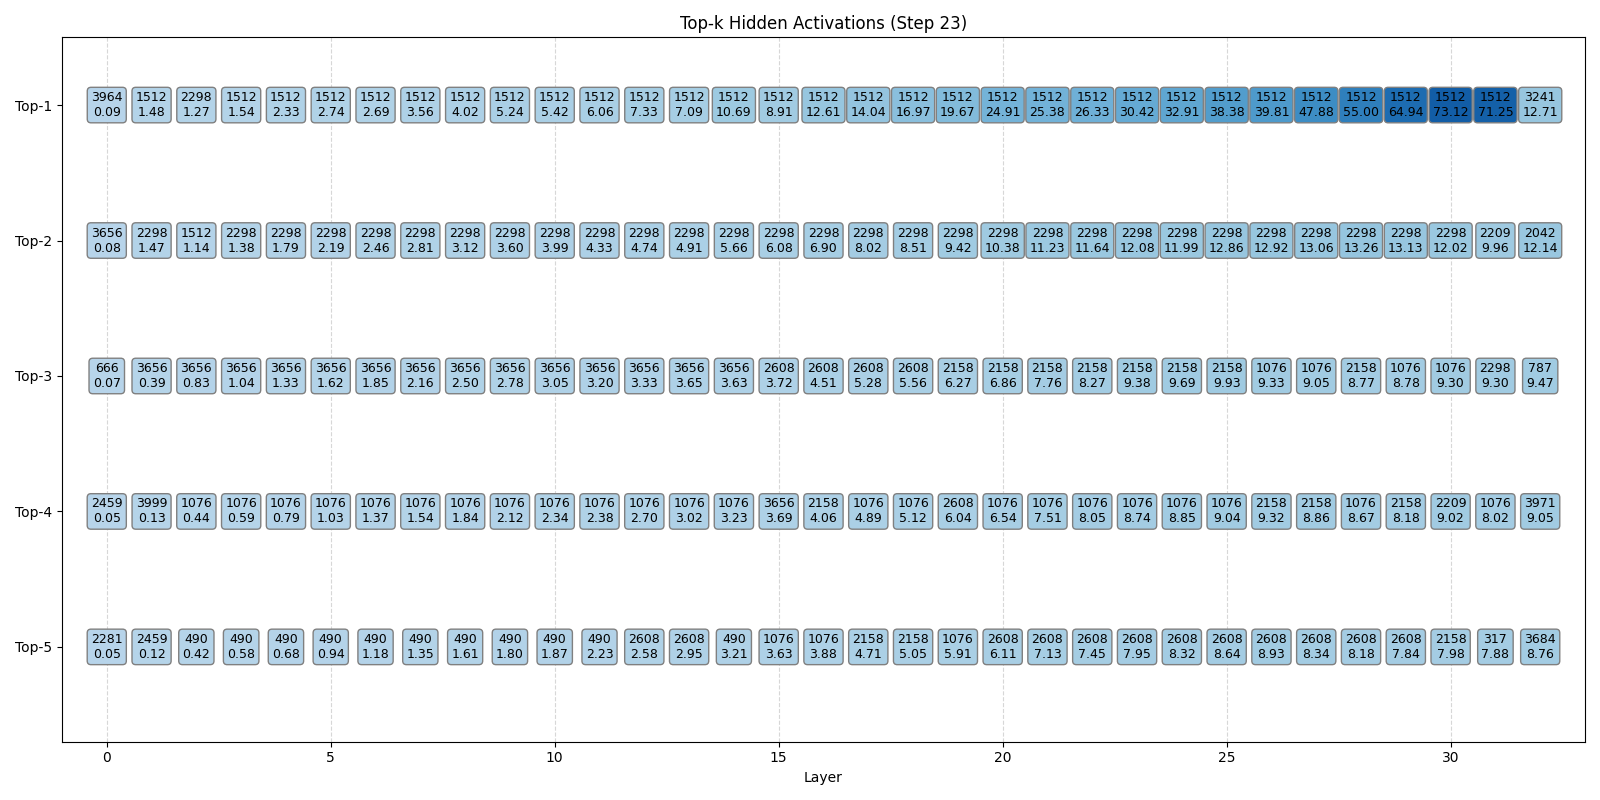 Top-k Hidden Activations (Step 23)
Top-1
3964 1512 2298 1512 1512 1512 1512 1512 1512 1512 1512 1512 1512 1512 1512 1512 1512 1512 1512 1512 1512 1512 1512 1512 1512 1512 1512 1512 1512 1512 1512 1512 3241
0.09 1.48 1.27 1.54 2.33 2.74 2.69 3.56 4.02 5.24 5.42 6.06 7.33 7.09 10.69 8.91 12.61 14.04 16.97 19.67 24.91 25.38 26.33 30.42 32.91 38.38 39.81 47.88 55.00 64.94 73.12 71.25 12.71
Top-2
3656 2298 1512 2298 2298 2298 2298 2298 2298 2298 2298 2298 2298 2298 2298 2298 2298 2298 2298 2298 2298 2298 2298 2298 2298 2298 2298 2298 2298 2298 2298 2209 2042
0.08 1.47 1.14 1.38 1.79 2.19 2.46 2.81 3.12 3.60 3.99 4.33 4.74 4.91 5.66 6.08 6.90 8.02 8.51 9.42 10.38 11.23 11.64 12.08 11.99 12.86 12.92 13.06 13.26 13.13 12.02 9.96 12.14
Top-3
666 3656 3656 3656 3656 3656 3656 3656 3656 3656 3656 3656 3656 3656 3656 2608 2608 2608 2608 2158 2158 2158 2158 2158 2158 2158 1076 1076 2158 1076 1076 2298 787
0.07 0.39 0.83 1.04 1.33 1.62 1.85 2.16 2.50 2.78 3.05 3.20 3.33 3.65 3.63 3.72 4.51 5.28 5.56 6.27 6.86 7.76 8.27 9.38 9.69 9.93 9.33 9.05 8.77 8.78 9.30 9.30 9.47
Top-4
2459 3999 1076 1076 1076 1076 1076 1076 1076 1076 1076 1076 1076 1076 1076 3656 2158 1076 1076 2608 1076 1076 1076 1076 1076 1076 2158 2158 1076 2158 2209 1076 3971
0.05 0.13 0.44 0.59 0.79 1.03 1.37 1.54 1.84 2.12 2.34 2.38 2.70 3.02 3.23 3.69 4.06 4.89 5.12 6.04 6.54 7.51 8.05 8.74 8.85 9.04 9.32 8.86 8.67 8.18 9.02 8.02 9.05
Top-5
2281 2459 490 490 490 490 490 490 490 490 490 490 2608 2608 490 1076 1076 2158 2158 1076 2608 2608 2608 2608 2608 2608 2608 2608 2608 2608 2158 317 3684
0.05 0.12 0.42 0.58 0.68 0.94 1.18 1.35 1.61 1.80 1.87 2.23 2.58 2.95 3.21 3.63 3.88 4.71 5.05 5.91 6.11 7.13 7.45 7.95 8.32 8.64 8.93 8.34 8.18 7.84 7.98 7.88 8.76
0 5 10 15 20 25 30
Layer